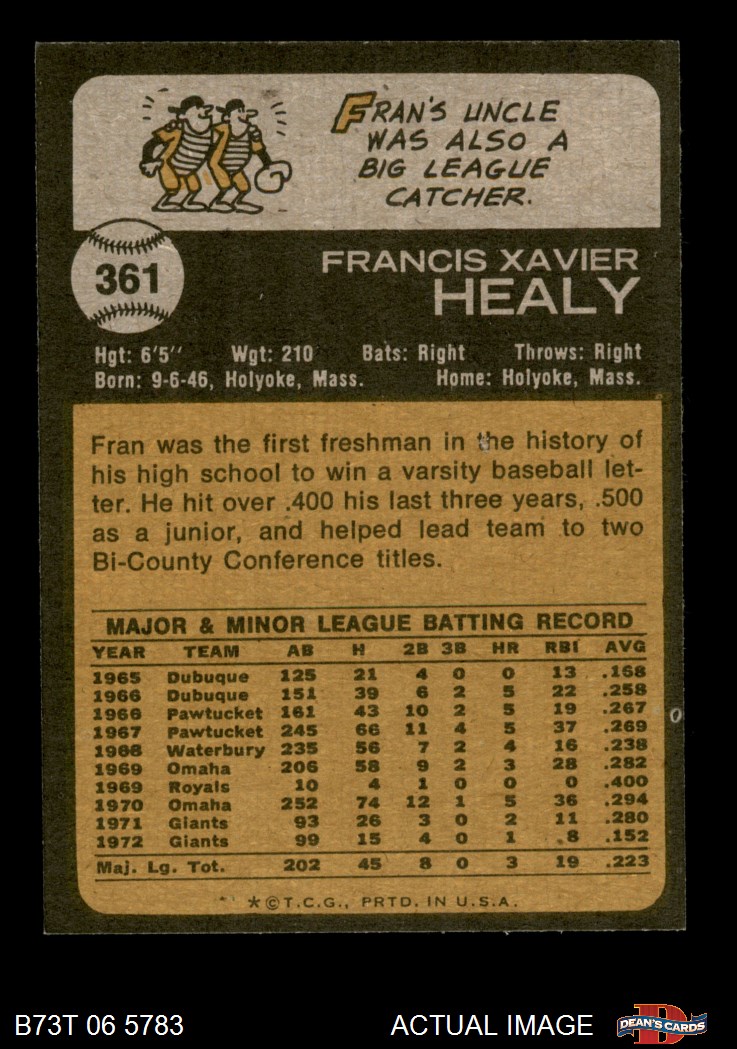 FRAN'S UNCLE
WAS ALSO A
BIG LEAGUE
CATCHER.
361
FRANCIS XAVIER
HEALY
Hgt: 6'5" Wgt: 210 Bats: Right Throws: Right
Born: 9-6-46, Holyoke, Mass. Home: Holyoke, Mass.
Fran was the first freshman in the history of
his high school to win a varsity baseball let-
ter. He hit over .400 his last three years, .500
as a junior, and helped lead team to two
Bi-County Conference titles.
MAJOR & MINOR LEAGUE BATTING RECORD
YEAR TEAM AB H 2B 3B HR RBI AVG
1965 Dubuque 125 21 4 0 0 13 .168
1966 Dubuque 151 39 6 2 5 22 .258
1966 Pawtucket 161 43 10 2 5 19 .267
1967 Pawtucket 245 66 11 4 5 37 .269
1968 Waterbury 235 56 7 2 4 16 .238
1969 Omaha 206 58 9 2 3 28 .282
1969 Royals 10 4 1 0 0 0 .400
1970 Omaha 252 74 12 1 5 36 .294
1971 Giants 93 26 3 0 2 11 .280
1972 Giants 99 15 4 0 1 8 .152
Maj. Lg. Tot. 202 45 8 0 3 19 .223
*©T.C.G., PRTD. IN U.S.A.
B73T 06 5783 ACTUAL IMAGE
D
DEAN'S CARDS